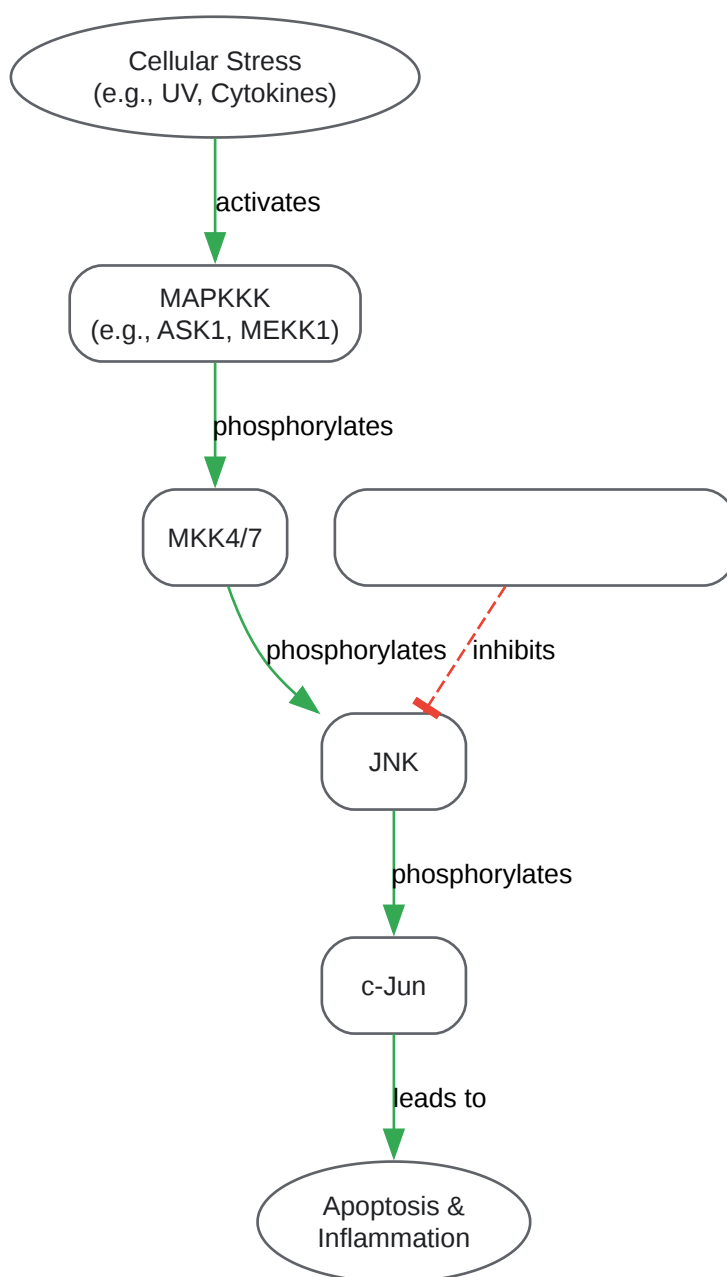 Cellular Stress
(e.g., UV, Cytokines)
activates
MAPKKK
(e.g., ASK1, MEKK1)
phosphorylates
MKK4/7
phosphorylates
inhibits
JNK
phosphorylates
c-Jun
leads to
Apoptosis &
Inflammation